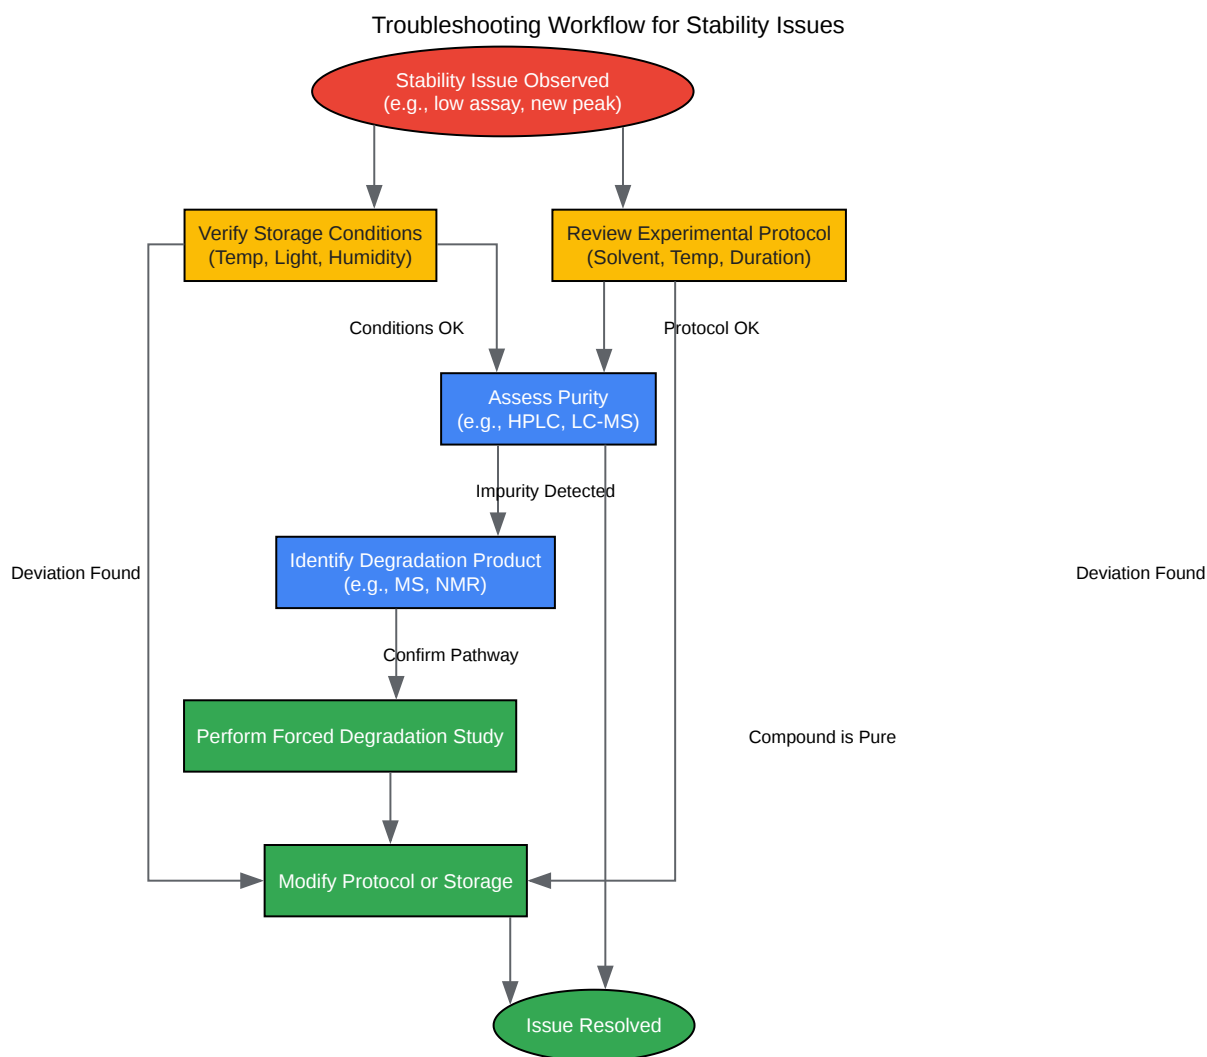 Troubleshooting Workflow for Stability Issues
Stability Issue Observed
(e.g., low assay, new peak)
Verify Storage Conditions
(Temp, Light, Humidity)
Review Experimental Protocol
(Solvent, Temp, Duration)
Conditions OK
Protocol OK
Assess Purity
(e.g., HPLC, LC-MS)
Impurity Detected
Identify Degradation Product
(e.g., MS, NMR)
Deviation Found
Deviation Found
Confirm Pathway
Perform Forced Degradation Study
Compound is Pure
Modify Protocol or Storage
Issue Resolved